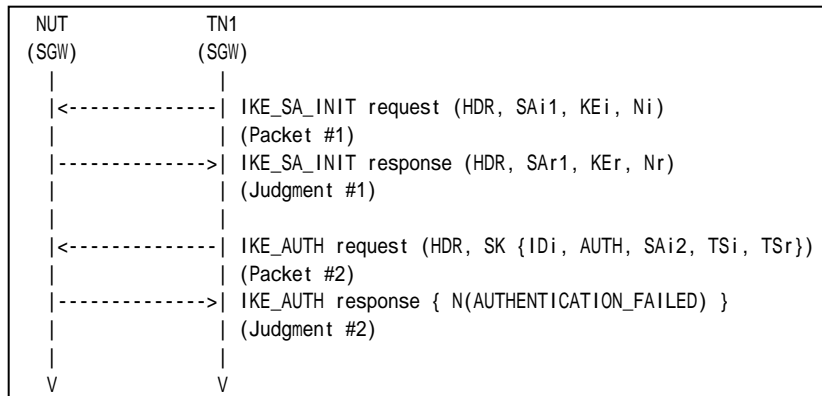 NUT TN1
(SGW) (SGW)
| |
|<--------------| IKE_SA_INIT request (HDR, SAi1, KEi, Ni)
| | (Packet #1)
|-------------->| IKE_SA_INIT response (HDR, SAr1, KEr, Nr)
| | (Judgment #1)
| |
|<--------------| IKE_AUTH request (HDR, SK {IDi, AUTH, SAi2, TSi, TSr})
| | (Packet #2)
|-------------->| IKE_AUTH response { N(AUTHENTICATION_FAILED) }
| | (Judgment #2)
| |
V V